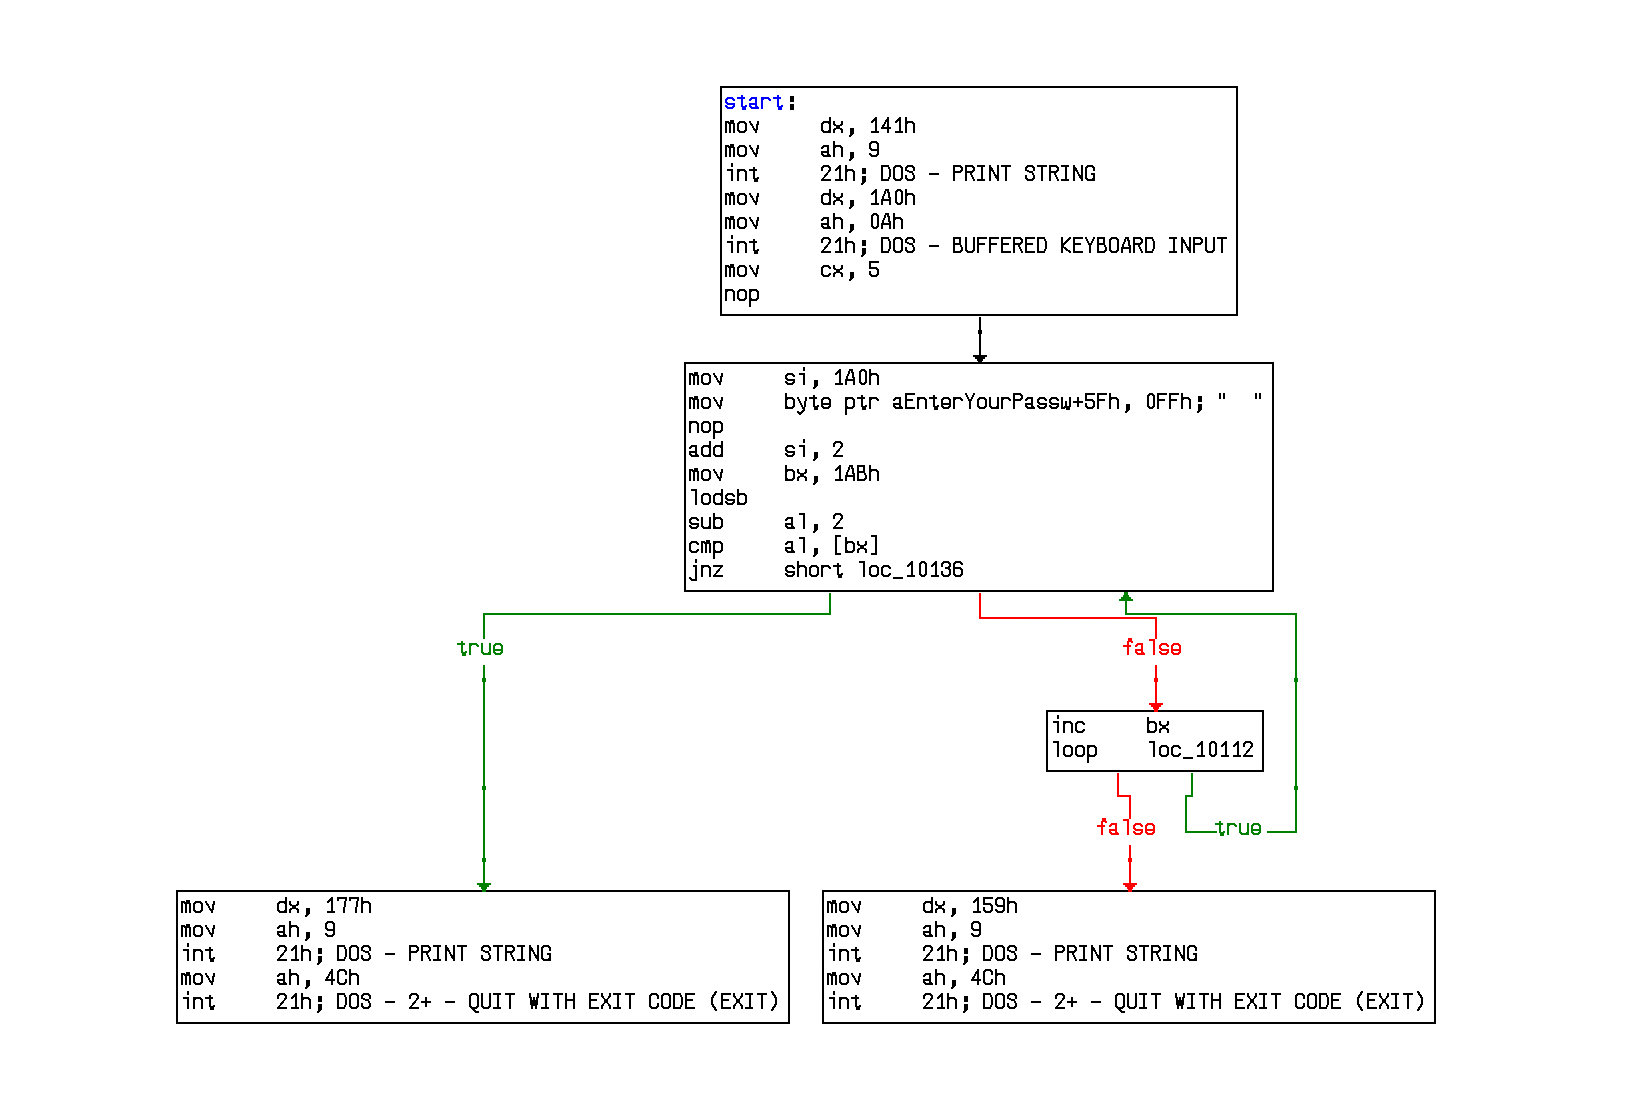 start:
mov dx, 141h
mov ah, 9
int 21h; DOS - PRINT STRING
mov dx, 1A0h
mov ah, 0Ah
int 21h; DOS - BUFFERED KEYBOARD INPUT
mov cx, 5
nop
mov si, 1A0h
mov byte ptr aEnterYourPassw+5Fh, 0FFh; "  "
nop
add si, 2
mov bx, 1ABh
lodsb
sub al, 2
cmp al, [bx]
jnz short loc_10136
true
false
inc bx
loop loc_10112
false
true
mov dx, 177h
mov ah, 9
int 21h; DOS - PRINT STRING
mov ah, 4Ch
int 21h; DOS - 2+ - QUIT WITH EXIT CODE (EXIT)
mov dx, 159h
mov ah, 9
int 21h; DOS - PRINT STRING
mov ah, 4Ch
int 21h; DOS - 2+ - QUIT WITH EXIT CODE (EXIT)